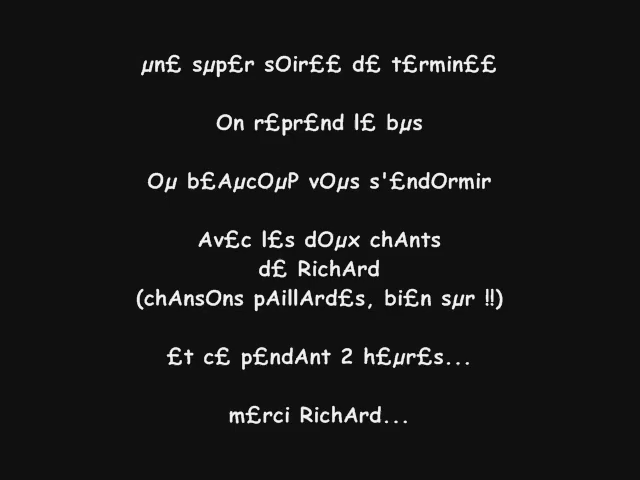 µn£ sµp£r sOir££ d£ t£rmin££
On r£pr£nd l£ bµs
Oµ b£AµcOµP vOµs s'£ndOrmir
Av£c l£s dOµx chAnts
d£ RichArd
(chAnsOns pAillArd£s, bi£n sµr !!)
£t c£ p£ndAnt 2 h£µr£s...
m£rci RichArd...